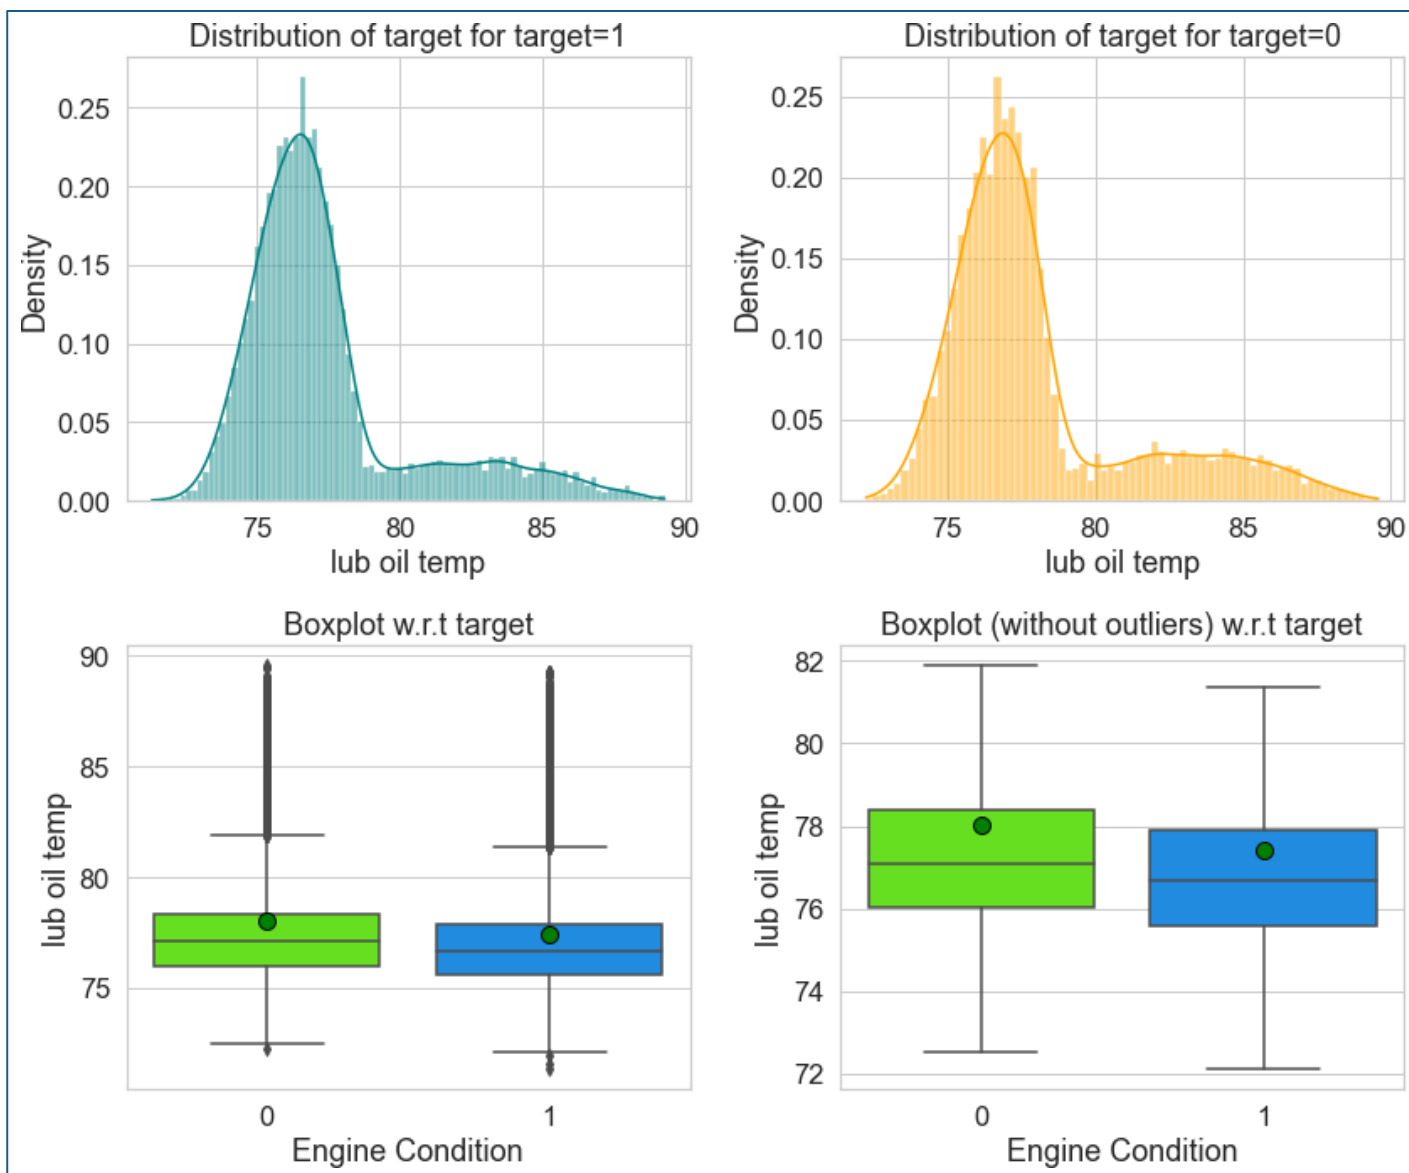 Distribution of target for target=1
Density
0.25
0.20
0.15
0.10
0.05
0.00
75 80 85 90
lub oil temp
Distribution of target for target=0
Density
0.25
0.20
0.15
0.10
0.05
0.00
75 80 85 90
lub oil temp
Boxplot w.r.t target
lub oil temp
90
85
80
75
0 1
Engine Condition
Boxplot (without outliers) w.r.t target
lub oil temp
82
80
78
76
74
72
0 1
Engine Condition